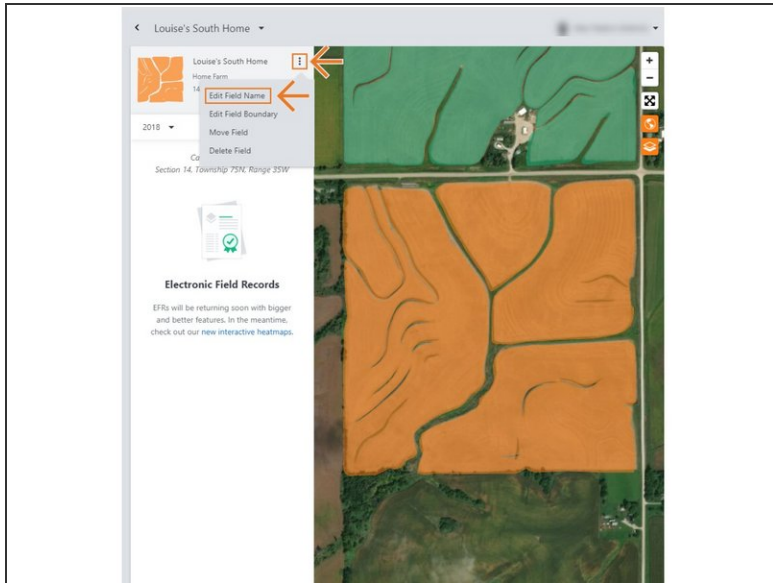 Louise's South Home
Louise's South Home
Home Farm
14
Edit Field Name
Edit Field Boundary
Move Field
Delete Field
2018
Ca
Section 14, Township 75N, Range 35W
Electronic Field Records
EFRs will be returning soon with bigger
and better features. In the meantime,
check out our new interactive heatmaps.
+
−